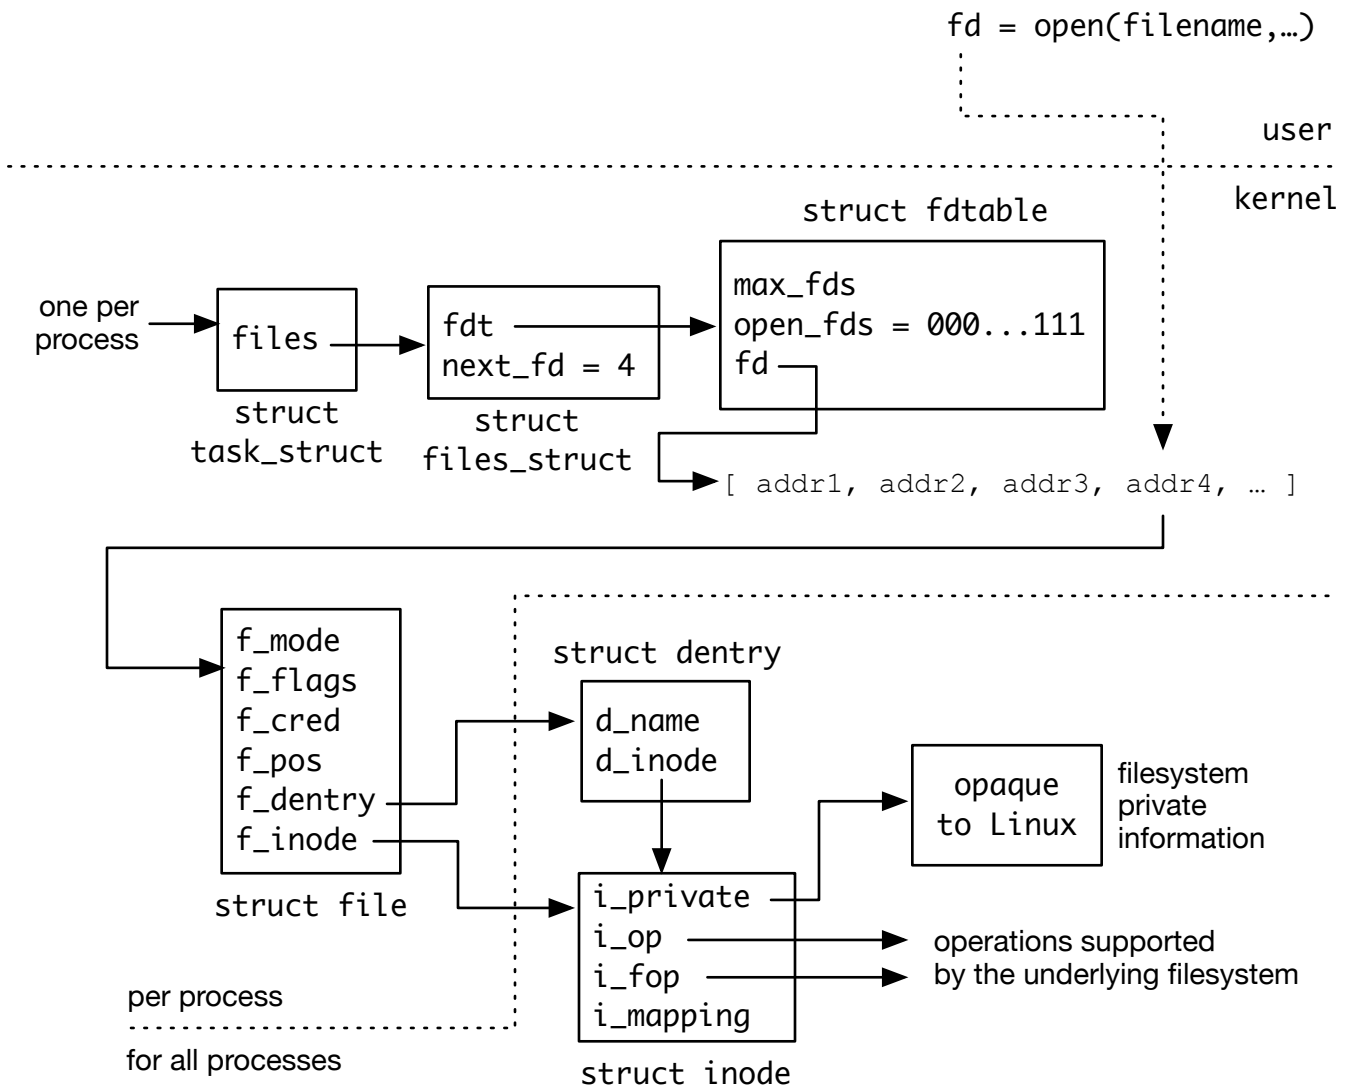 fd = open(filename,…)
user
kernel
struct fdtable
one per
process
files
struct
task_struct
fdt
next_fd = 4
struct
files_struct
max_fds
open_fds = 000...111
fd
[ addr1, addr2, addr3, addr4, … ]
f_mode
f_flags
f_cred
f_pos
f_dentry
f_inode
struct file
struct dentry
d_name
d_inode
opaque
to Linux
filesystem
private
information
i_private
i_op
i_fop
i_mapping
struct inode
operations supported
by the underlying filesystem
per process
for all processes